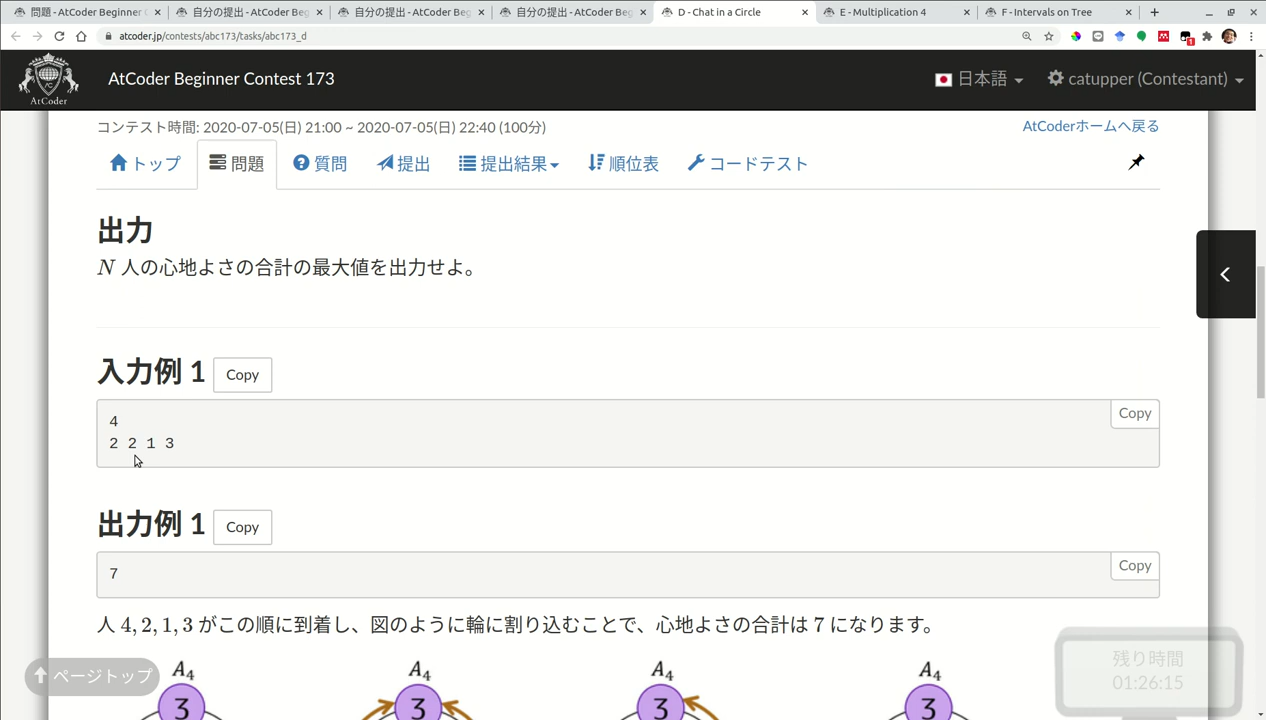 問題 - AtCoder Beginner C
自分の提出 - AtCoder Beg
自分の提出 - AtCoder Beg
自分の提出 - AtCoder Beg
D - Chat in a Circle
E - Multiplication 4
F - Intervals on Tree
atcoder.jp/contests/abc173/tasks/abc173_d
1
AtCoder
AtCoder Beginner Contest 173
日本語
catupper (Contestant)
コンテスト時間: 2020-07-05(日) 21:00 ~ 2020-07-05(日) 22:40 (100分)
AtCoderホームへ戻る
トップ
問題
質問
提出
提出結果
順位表
コードテスト
出力
N 人の心地よさの合計の最大値を出力せよ。
入力例 1
Copy
Copy
4
2 2 1 3
出力例 1
Copy
Copy
7
人 4, 2, 1, 3 がこの順に到着し、図のように輪に割り込むことで、心地よさの合計は 7 になります。
残り時間
01:26:15
ページトップ
A4
A4
A4
A4
3
3
3
3